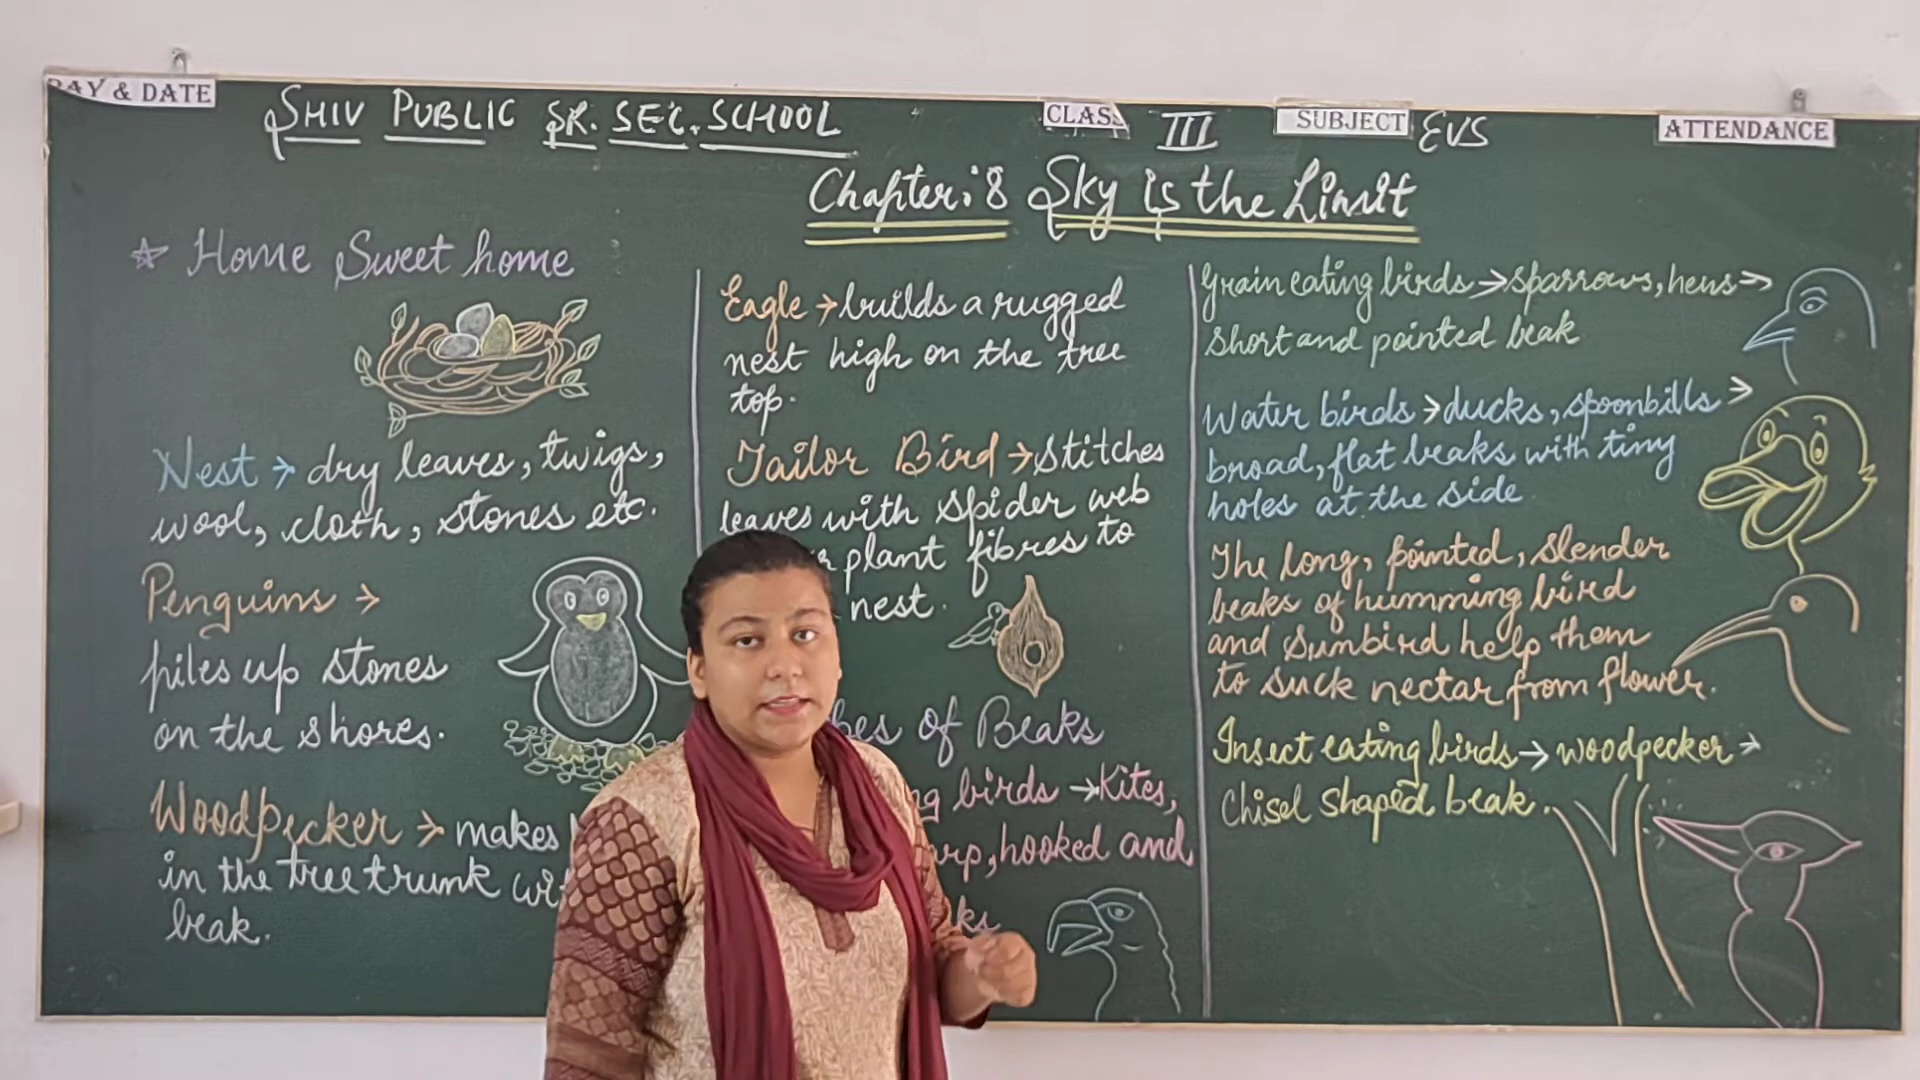 DAY & DATE
SHIV PUBLIC SR. SEC. SCHOOL
CLASS III
SUBJECT EVS
ATTENDANCE
Chapter:8 Sky is the Limit
Home Sweet home
Nest → dry leaves, twigs,
wool, cloth, stones etc.
Penguins →
piles up stones
on the shores.
Woodpecker → makes
in the tree trunk
beak.
Eagle → builds a rugged
nest high on the tree
top.
Tailor Bird → stitches
leaves with spider web
plant fibres to
nest.
of Beaks
birds → Kites,
hooked and
Grain eating birds → sparrows, hens →
short and pointed beak
Water birds → ducks, spoonbills →
broad, flat beaks with tiny
holes at the side
The long, pointed, slender
beaks of humming bird
and sunbird help them
to suck nectar from flower.
Insect eating birds → woodpecker →
Chisel shaped beak.